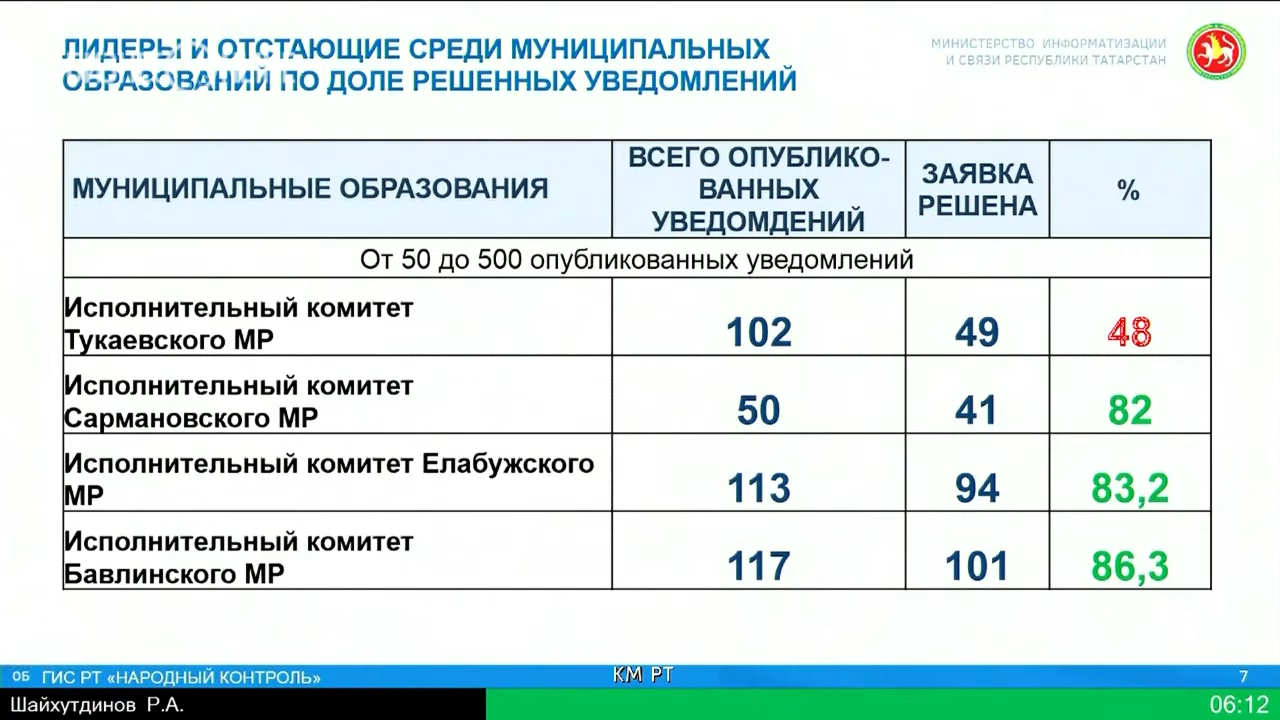 ЛИДЕРЫ И ОТСТАЮЩИЕ СРЕДИ МУНИЦИПАЛЬНЫХ
ОБРАЗОВАНИЙ ПО ДОЛЕ РЕШЕННЫХ УВЕДОМЛЕНИЙ
МИНИСТЕРСТВО ИНФОРМАТИЗАЦИИ
И СВЯЗИ РЕСПУБЛИКИ ТАТАРСТАН
МУНИЦИПАЛЬНЫЕ ОБРАЗОВАНИЯ
ВСЕГО ОПУБЛИКО-
ВАННЫХ
УВЕДОМДЕНИЙ
ЗАЯВКА
РЕШЕНА
%
От 50 до 500 опубликованных уведомлений
Исполнительный комитет
Тукаевского МР
102
49
48
Исполнительный комитет
Сармановского МР
50
41
82
Исполнительный комитет Елабужского
МР
113
94
83,2
Исполнительный комитет
Бавлинского МР
117
101
86,3
ОБ ГИС РТ «НАРОДНЫЙ КОНТРОЛЬ»
КМ РТ
7
Шайхутдинов Р.А.
06:12